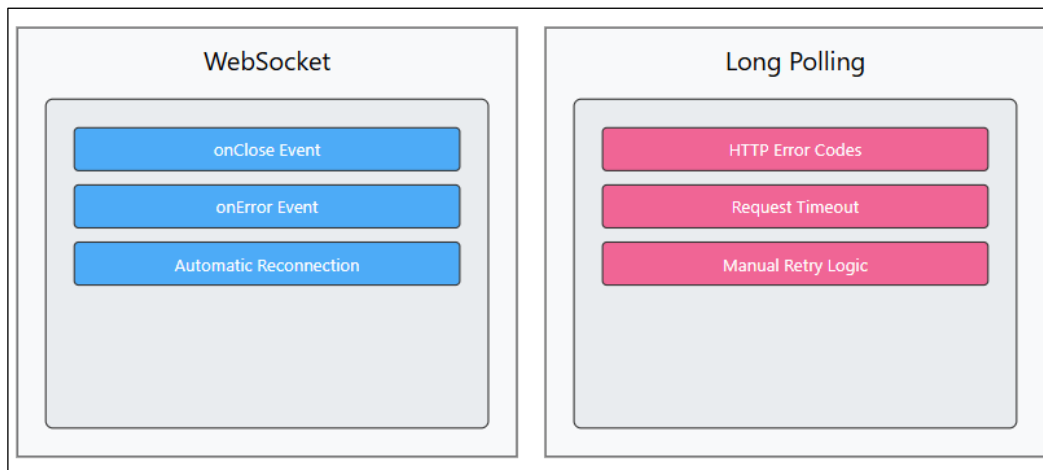 WebSocket
onClose Event
onError Event
Automatic Reconnection
Long Polling
HTTP Error Codes
Request Timeout
Manual Retry Logic